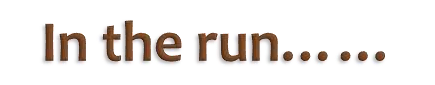 In the run……